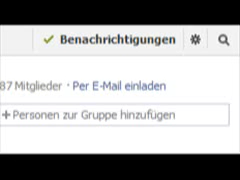 Benachrichtigungen
87 Mitglieder · Per E-Mail einladen
+ Personen zur Gruppe hinzufügen